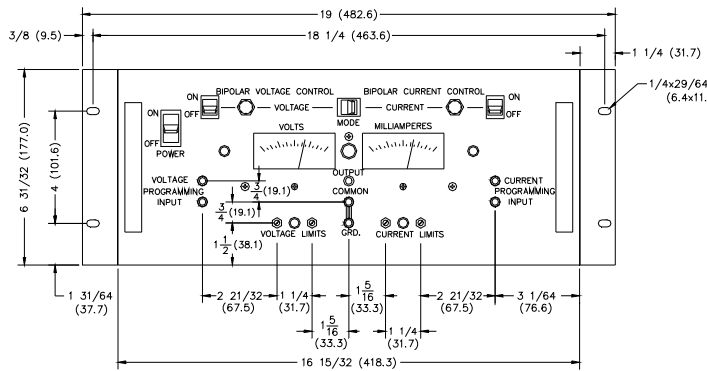 19 (482.6)
3/8 (9.5)
18 1/4 (463.6)
1 1/4 (31.7)
1/4x29/64
(6.4x11.
6 31/32 (177.0)
4 (101.6)
ON
OFF
POWER
ON
OFF
BIPOLAR VOLTAGE CONTROL
VOLTAGE
MODE
BIPOLAR CURRENT CONTROL
CURRENT
ON
OFF
VOLTS
MILLIAMPERES
VOLTAGE
PROGRAMMING
INPUT
OUTPUT
COMMON
CURRENT
PROGRAMMING
INPUT
3/4 (19.1)
3/4 (19.1)
1 1/2 (38.1)
VOLTAGE LIMITS
GRD.
CURRENT LIMITS
1 31/64
(37.7)
2 21/32
(67.5)
1 1/4
(31.7)
1 5/16
(33.3)
2 21/32
(67.5)
3 1/64
(76.6)
1 5/16
(33.3)
1 1/4
(31.7)
16 15/32 (418.3)